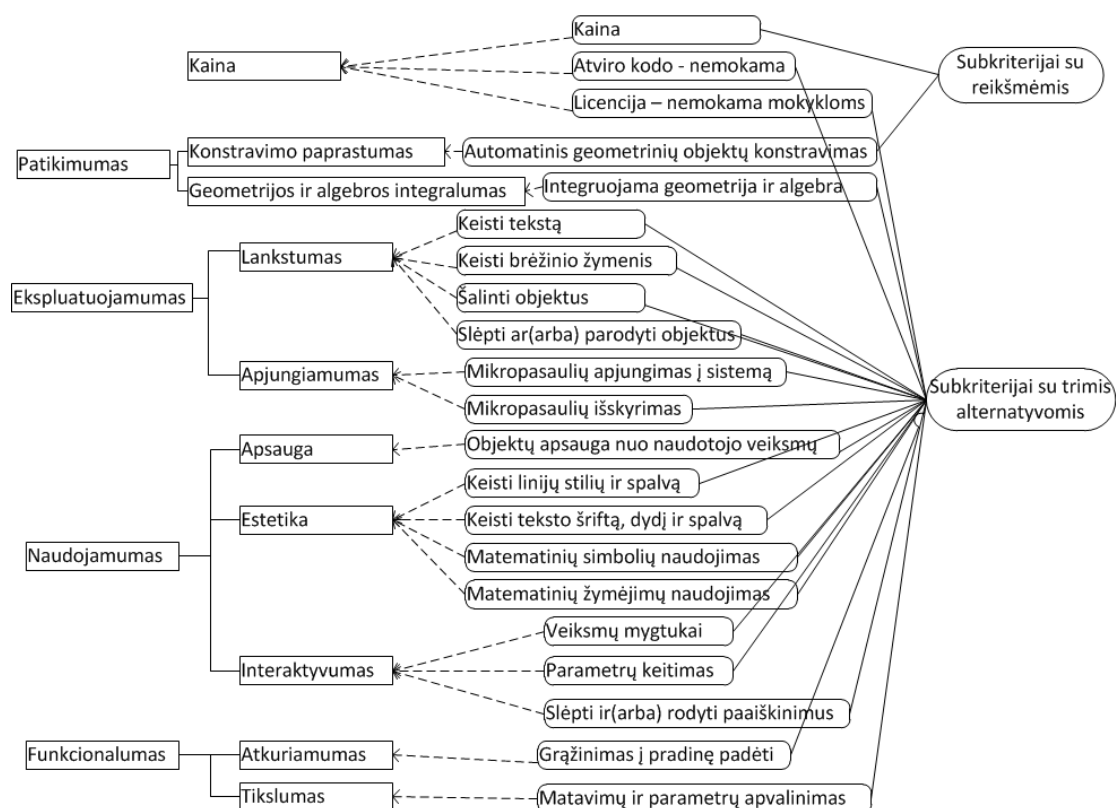 Kaina
Kaina
Atviro kodo - nemokama
Licencija – nemokama mokykloms
Subkriterijai su
reikšmėmis
Patikimumas
Konstravimo paprastumas
Automatinis geometrinių objektų konstravimas
Geometrijos ir algebros integralumas
Integruojama geometrija ir algebra
Ekspluatuojamumas
Lankstumas
Keisti tekstą
Keisti brėžinio žymenis
Šalinti objektus
Slėpti ar(arba) parodyti objektus
Apjungiamumas
Mikropasaulių apjungimas į sistemą
Mikropasaulių išskyrimas
Subkriterijai su trimis
alternatyvomis
Naudojamumas
Apsauga
Objektų apsauga nuo naudotojo veiksmų
Estetika
Keisti linijų stilių ir spalvą
Keisti teksto šriftą, dydį ir spalvą
Matematinių simbolių naudojimas
Matematinių žymėjimų naudojimas
Interaktyvumas
Veiksmų mygtukai
Parametrų keitimas
Slėpti ir(arba) rodyti paaiškinimus
Funkcionalumas
Atkuriamumas
Grąžinimas į pradinę padėti
Tikslumas
Matavimų ir parametrų apvalinimas